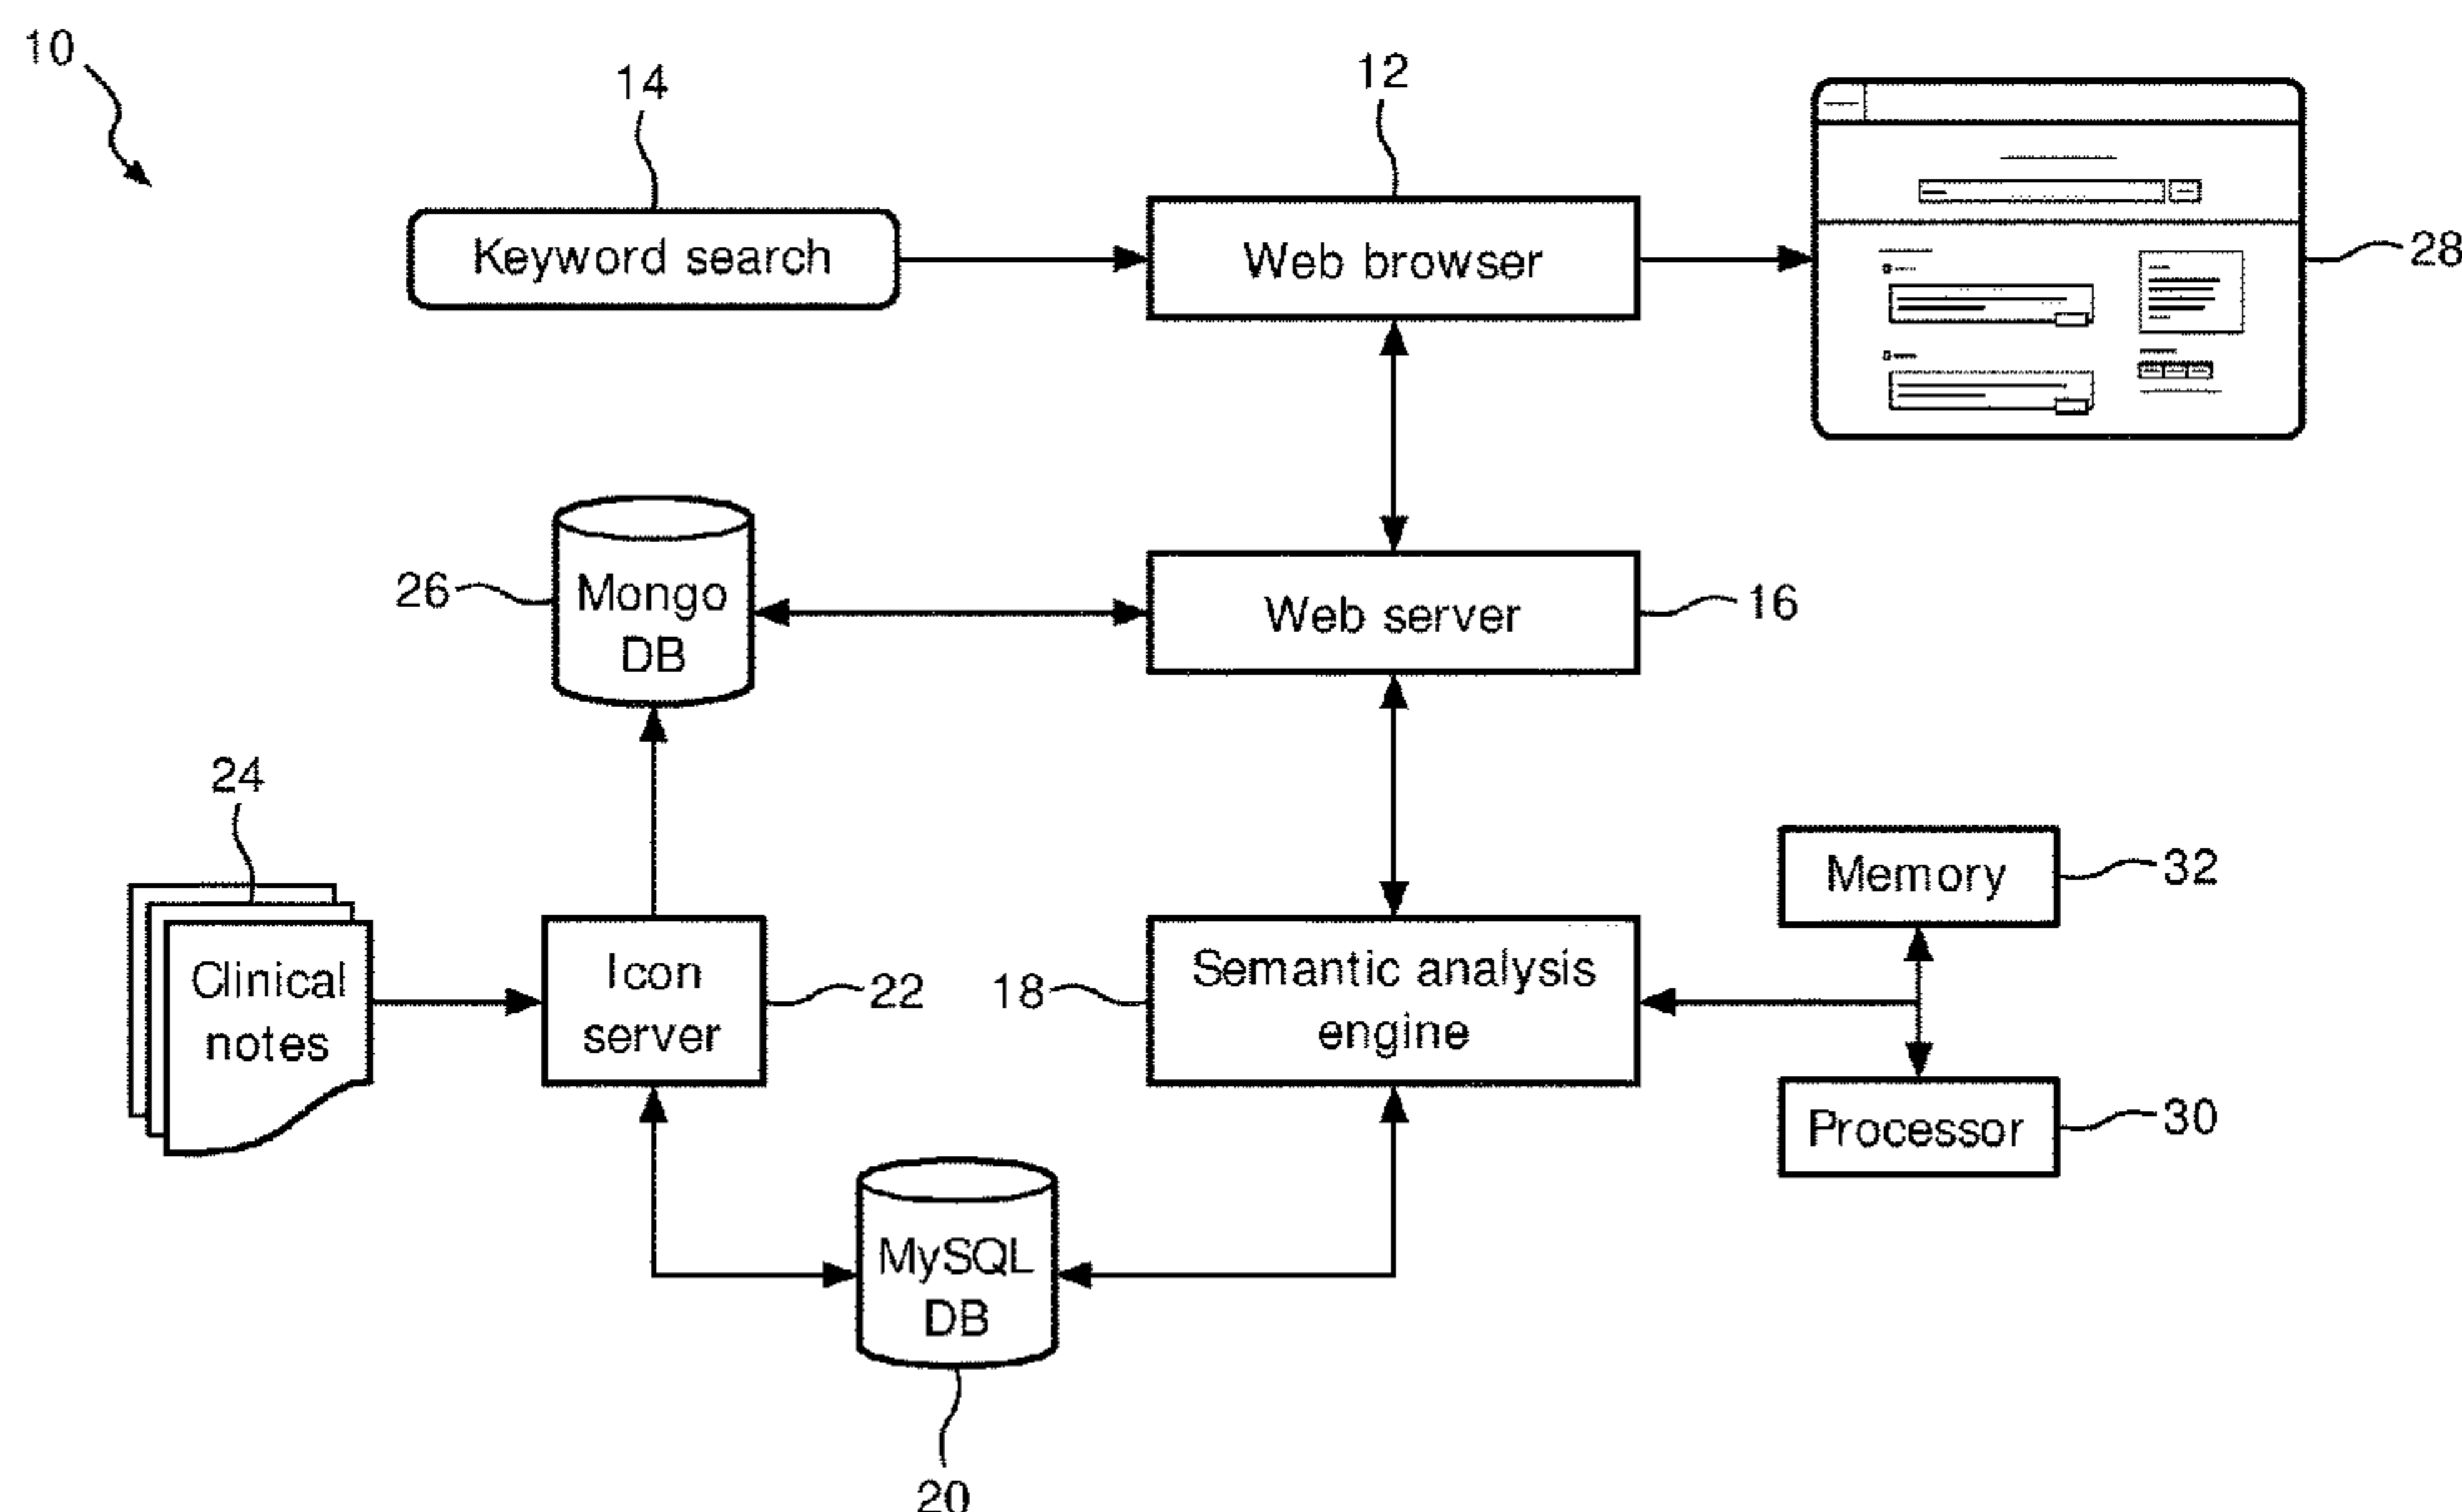 10
14
12
Keyword search
Web browser
28
26
Mongo
DB
Web server
16
24
Clinical
notes
Icon
server
22
18
Semantic analysis
engine
Memory
32
Processor
30
MySQL
DB
20